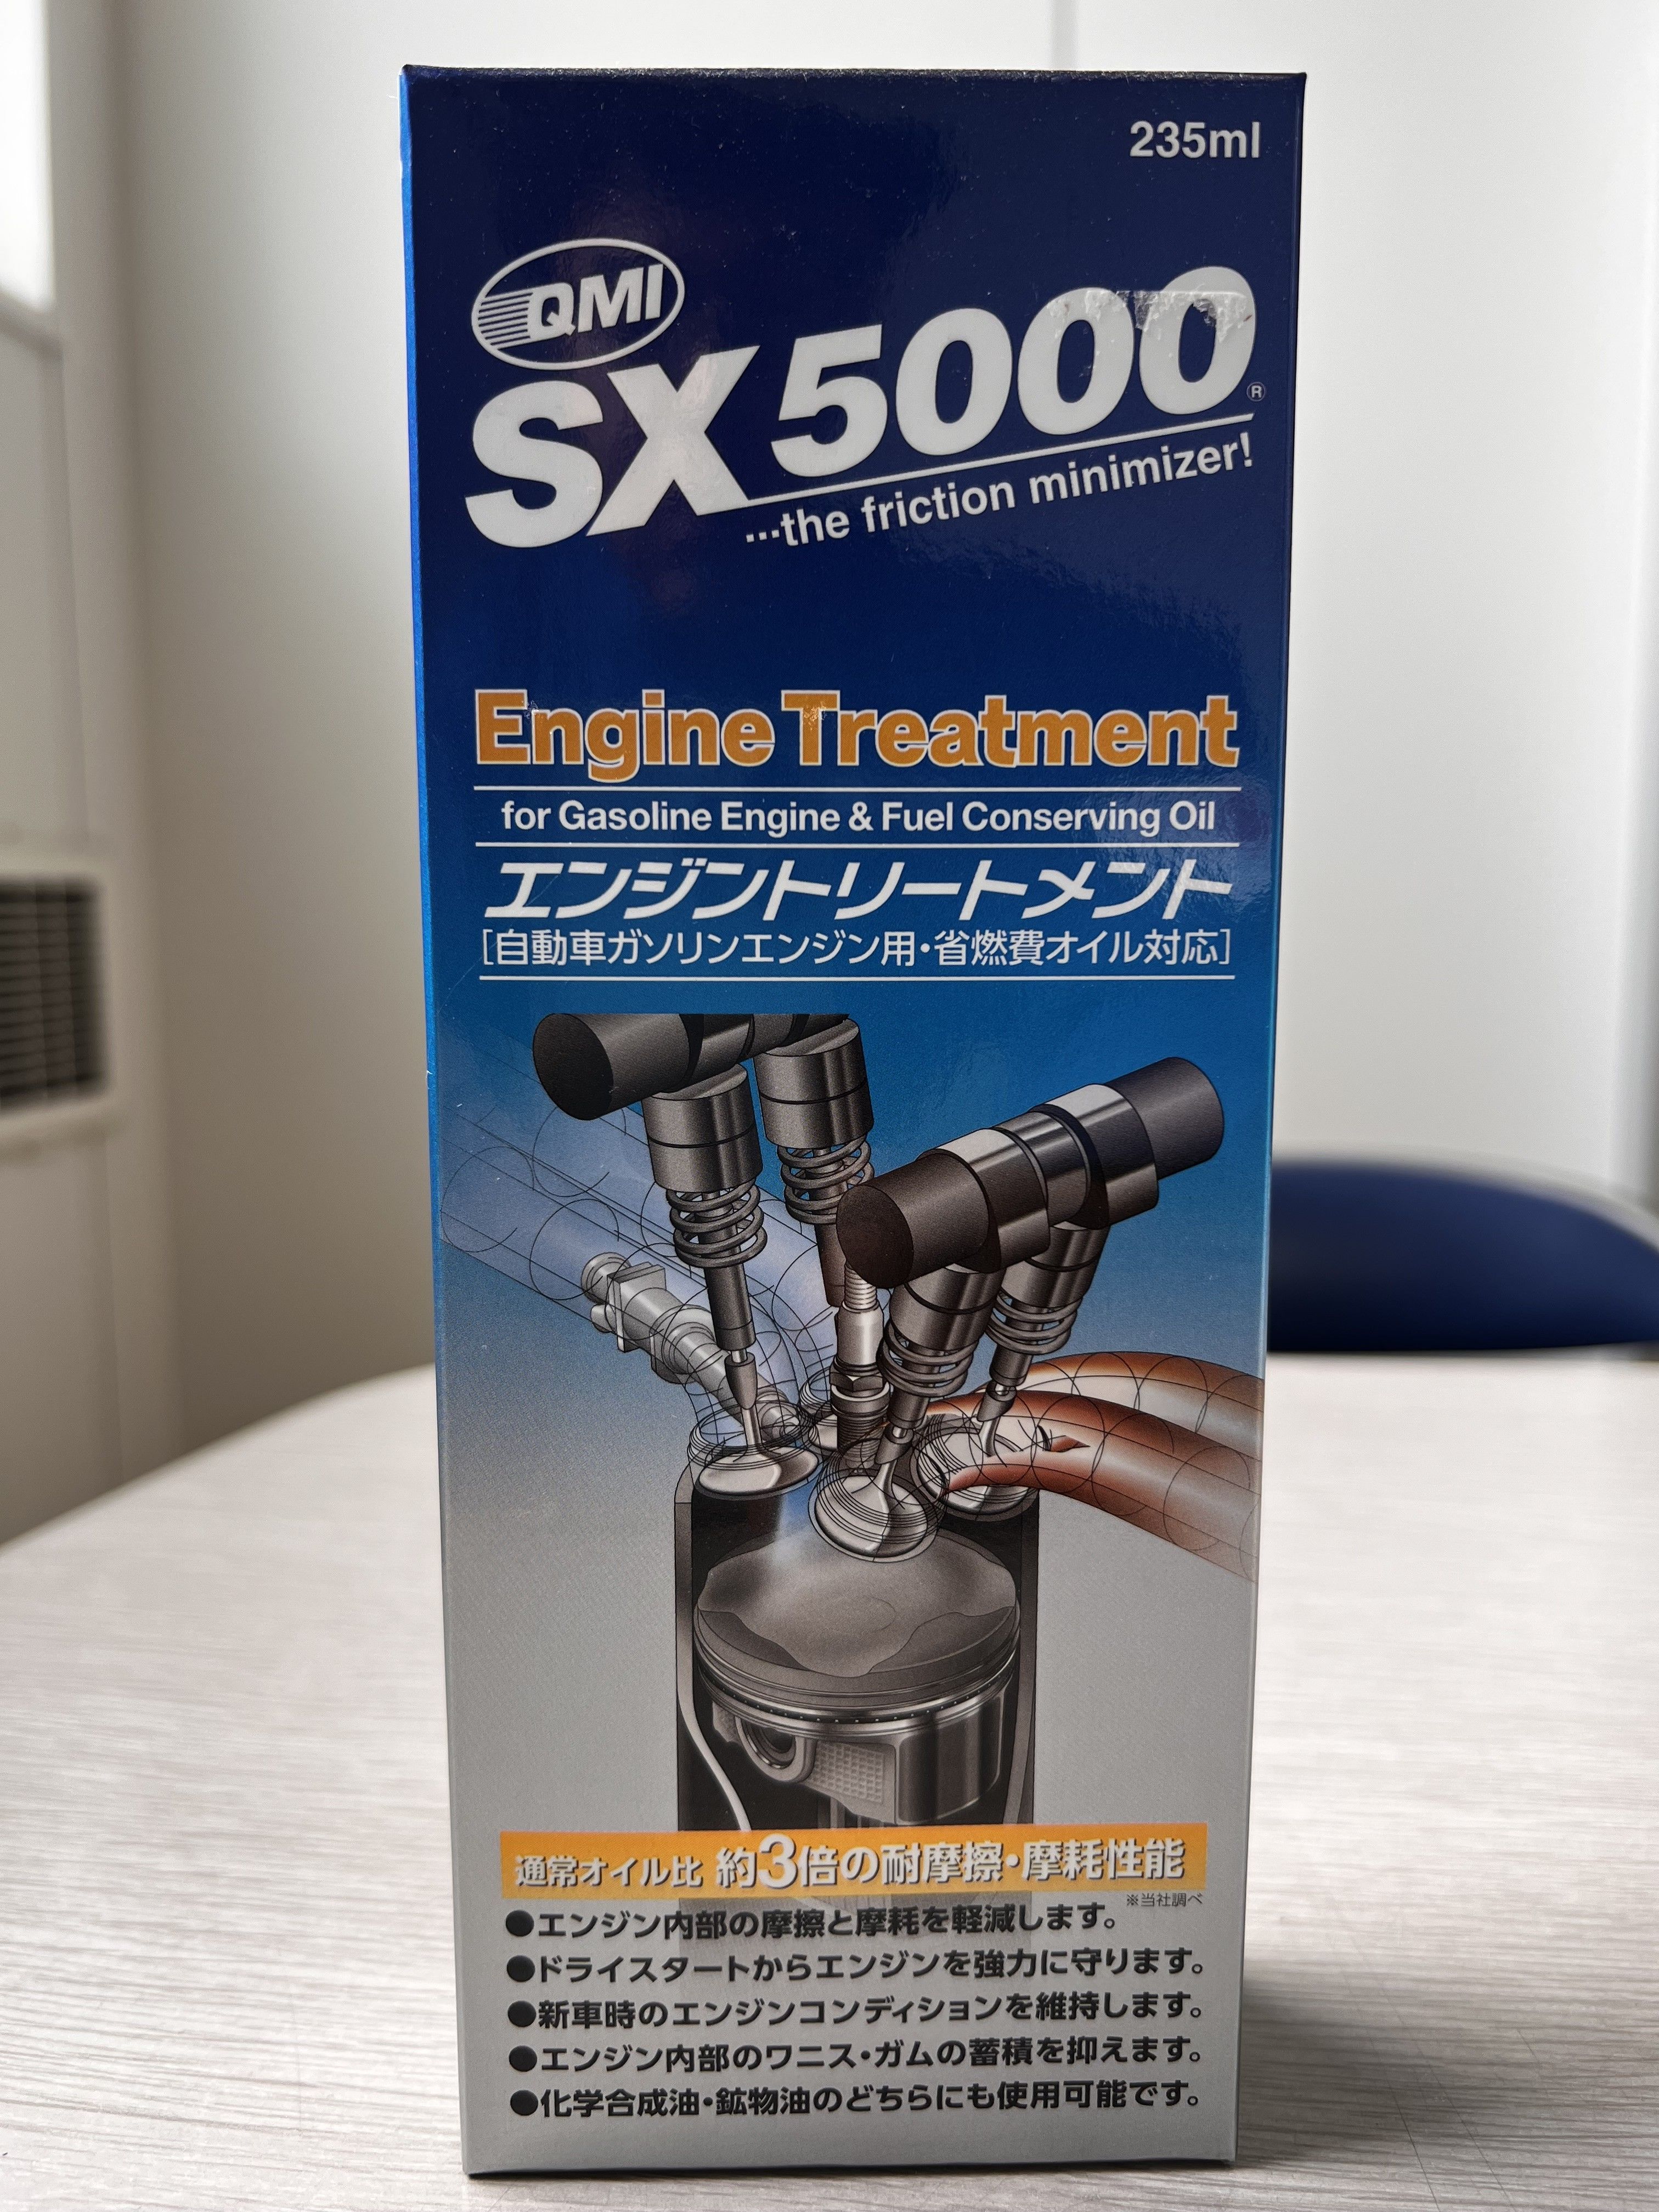 235ml
QMI
SX5000®
...the friction minimizer!
Engine Treatment
for Gasoline Engine & Fuel Conserving Oil
エンジントリートメント
[自動車ガソリンエンジン用・省燃費オイル対応]
通常オイル比 約3倍の耐摩擦・摩耗性能
※当社調べ
●エンジン内部の摩擦と摩耗を軽減します。
●ドライスタートからエンジンを強力に守ります。
●新車時のエンジンコンディションを維持します。
●エンジン内部のワニス・ガムの蓄積を抑えます。
●化学合成油・鉱物油のどちらにも使用可能です。